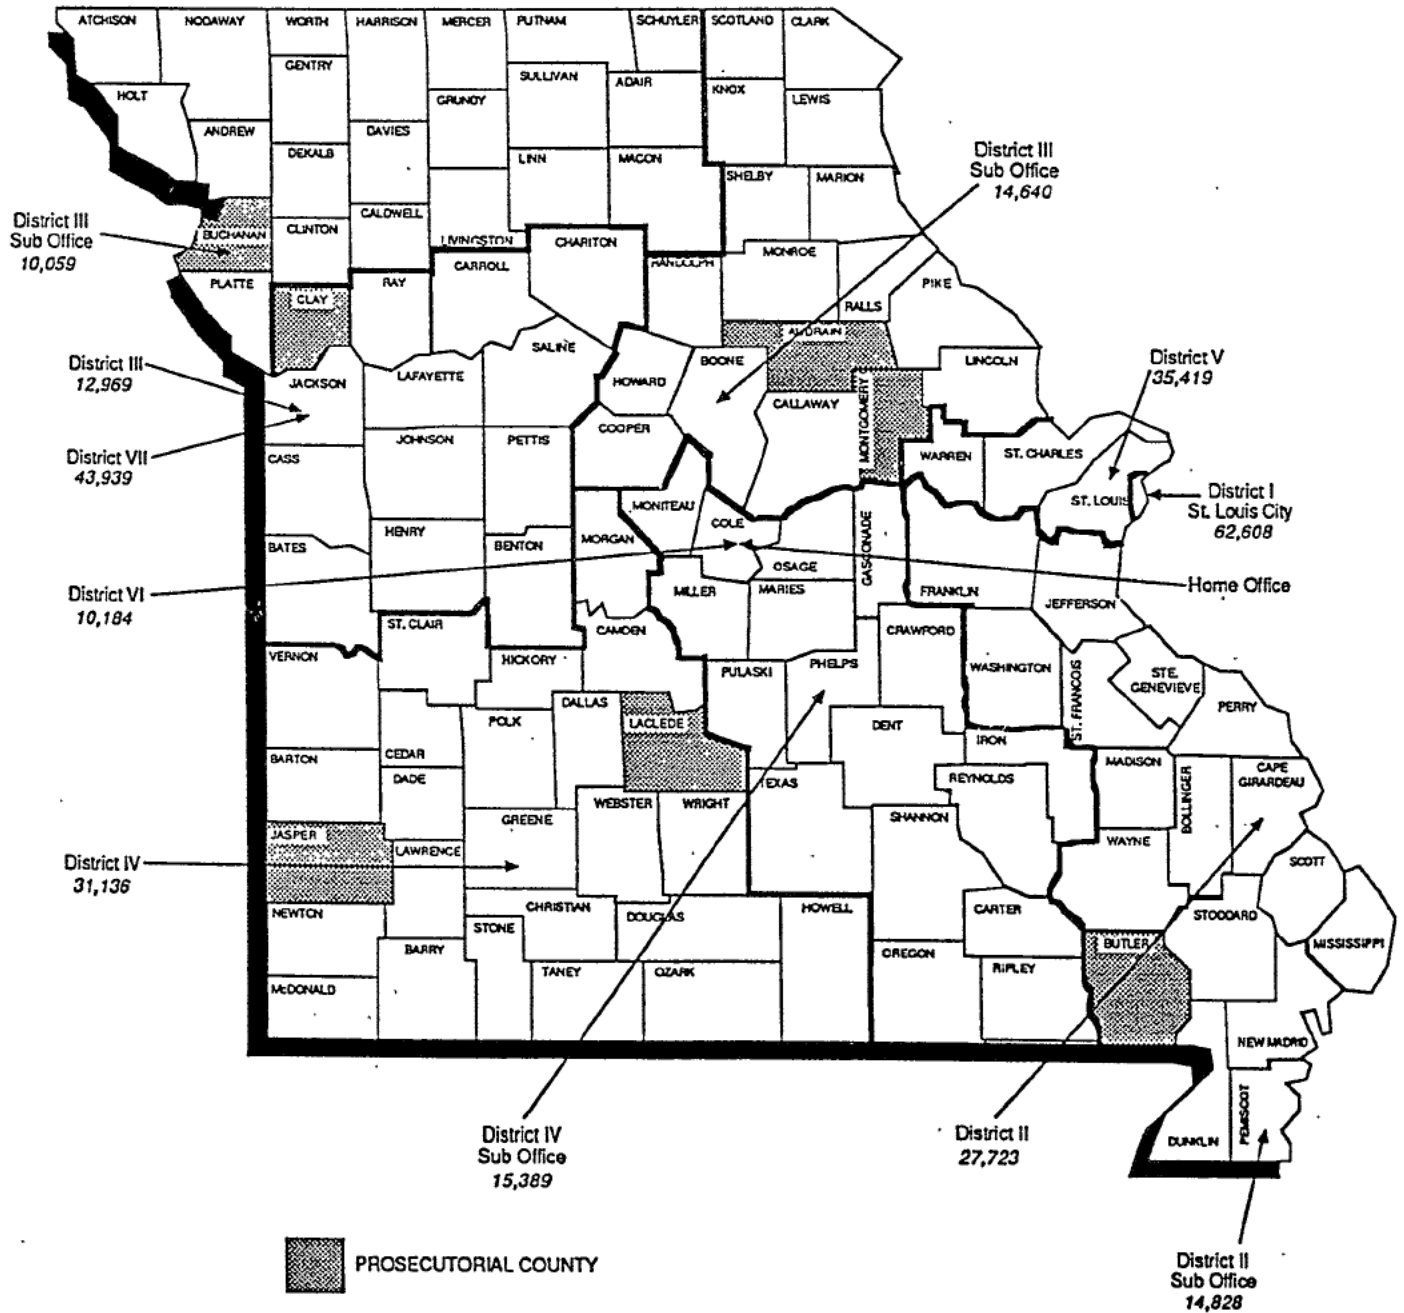 ATCHISON
NODAWAY
WORTH
HARRISON
MERCER
PUTNAM
SCHUYLER
SCOTLAND
CLARK
GENTRY
SULLIVAN
ADAIR
KNOX
HOLT
GRUNDY
LEWIS
ANDREW
DAVIES
DEKALB
LINN
MACON
District III
Sub Office
14,640
SHELBY
MARION
District III
Sub Office
10,059
BUCHANAN
CLINTON
CALDWELL
LIVINGSTON
CHARITON
CARROLL
RANDOLPH
MONROE
PLATTE
CLAY
RAY
RALLS
PIKE
AUDRAIN
District III
12,969
JACKSON
LAFAYETTE
SALINE
HOWARD
BOONE
LINCOLN
District V
35,419
CALLAWAY
MONTGOMERY
District VII
43,939
CASS
JOHNSON
PETTIS
COOPER
WARREN
ST. CHARLES
ST. LOUIS
District I
St. Louis City
62,608
MONITEAU
COLE
HENRY
BATES
BENTON
MORGAN
OSAGE
GASCONADE
Home Office
District VI
10,184
MILLER
MARIES
FRANKLIN
JEFFERSON
ST. CLAIR
CAMDEN
CRAWFORD
VERNON
HICKORY
PULASKI
PHELPS
WASHINGTON
ST. FRANCOIS
STE.
GENEVIEVE
PERRY
POLK
DALLAS
LACLEDE
DENT
IRON
BARTON
CEDAR
DADE
MADISON
BOLLINGER
CAPE
GIRARDEAU
TEXAS
REYNOLDS
WEBSTER
WRIGHT
GREENE
SHANNON
JASPER
LAWRENCE
WAYNE
District IV
31,136
SCOTT
NEWTON
CHRISTIAN
STONE
DOUGLAS
HOWELL
CARTER
STODDARD
BARRY
BUTLER
MISSISSIPPI
OREGON
RIPLEY
TANEY
OZARK
McDONALD
NEW MADRID
District IV
Sub Office
15,389
District II
27,723
DUNKLIN
PEMISCOT
PROSECUTORIAL COUNTY
District II
Sub Office
14,828